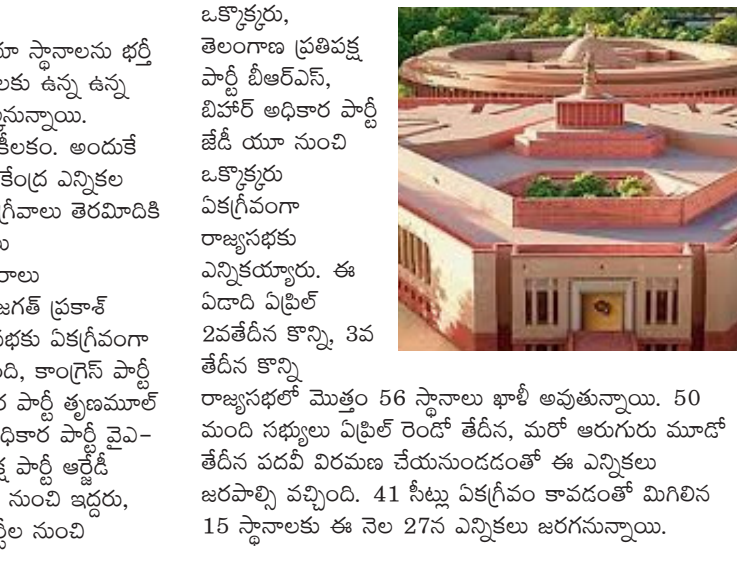 స్థానాలను భర్తీ
ఉన్న ఉన్న
కీలకం. అందుకే
కేంద్ర ఎన్నికల
తెరమీదికి
జగత్ ప్రకాశ్
ఏకగ్రీవంగా
కాంగ్రెస్ పార్టీ
పార్టీ తృణమూల్
పార్టీ వైఎ-
పార్టీ ఆర్జేడీ
నుంచి ఇద్దరు,
నుంచి
ఒక్కొక్కరు,
తెలంగాణ ప్రతిపక్ష
పార్టీ బీఆర్ఎస్,
బిహార్ అధికార పార్టీ
జేడీ యూ నుంచి
ఒక్కొక్కరు
ఏకగ్రీవంగా
రాజ్యసభకు
ఎన్నికయ్యారు. ఈ
ఏడాది ఏప్రిల్
2వతేదీన కొన్ని, 3వ
తేదీన కొన్ని
రాజ్యసభలో మొత్తం 56 స్థానాలు ఖాళీ అవుతున్నాయి. 50
మంది సభ్యులు ఏప్రిల్ రెండో తేదీన, మరో ఆరుగురు మూడో
తేదీన పదవీ విరమణ చేయనుండడంతో ఈ ఎన్నికలు
జరపాల్సి వచ్చింది. 41 సీట్లు ఏకగ్రీవం కావడంతో మిగిలిన
15 స్థానాలకు ఈ నెల 27న ఎన్నికలు జరగనున్నాయి.